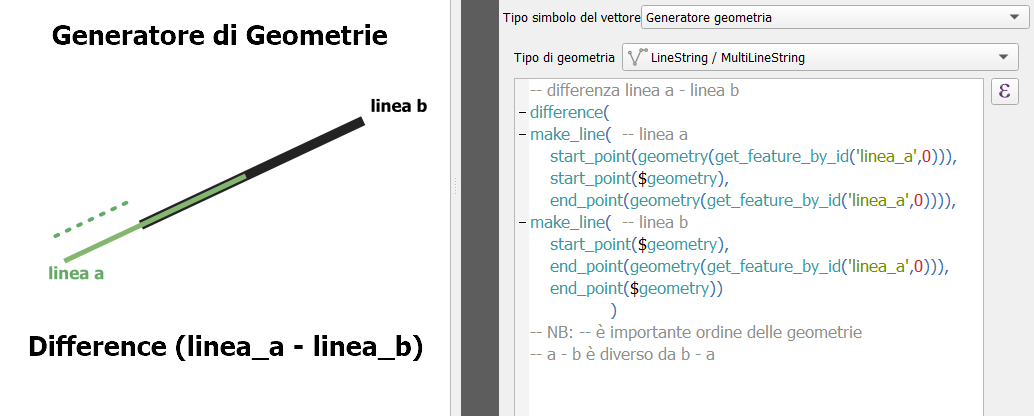 Generatore di Geometrie
linea b
linea a
Difference (linea_a - linea_b)
Tipo simbolo del vettore Generatore geometria
Tipo di geometria LineString / MultiLineString
-- differenza linea a - linea b
difference(
make_line(  -- linea a
start_point(geometry(get_feature_by_id('linea_a',0))),
start_point($geometry),
end_point(geometry(get_feature_by_id('linea_a',0)))),
make_line(  -- linea b
start_point($geometry),
end_point(geometry(get_feature_by_id('linea_a',0))),
end_point($geometry))
)
-- NB: -- è importante ordine delle geometrie
-- a - b è diverso da b - a
ε